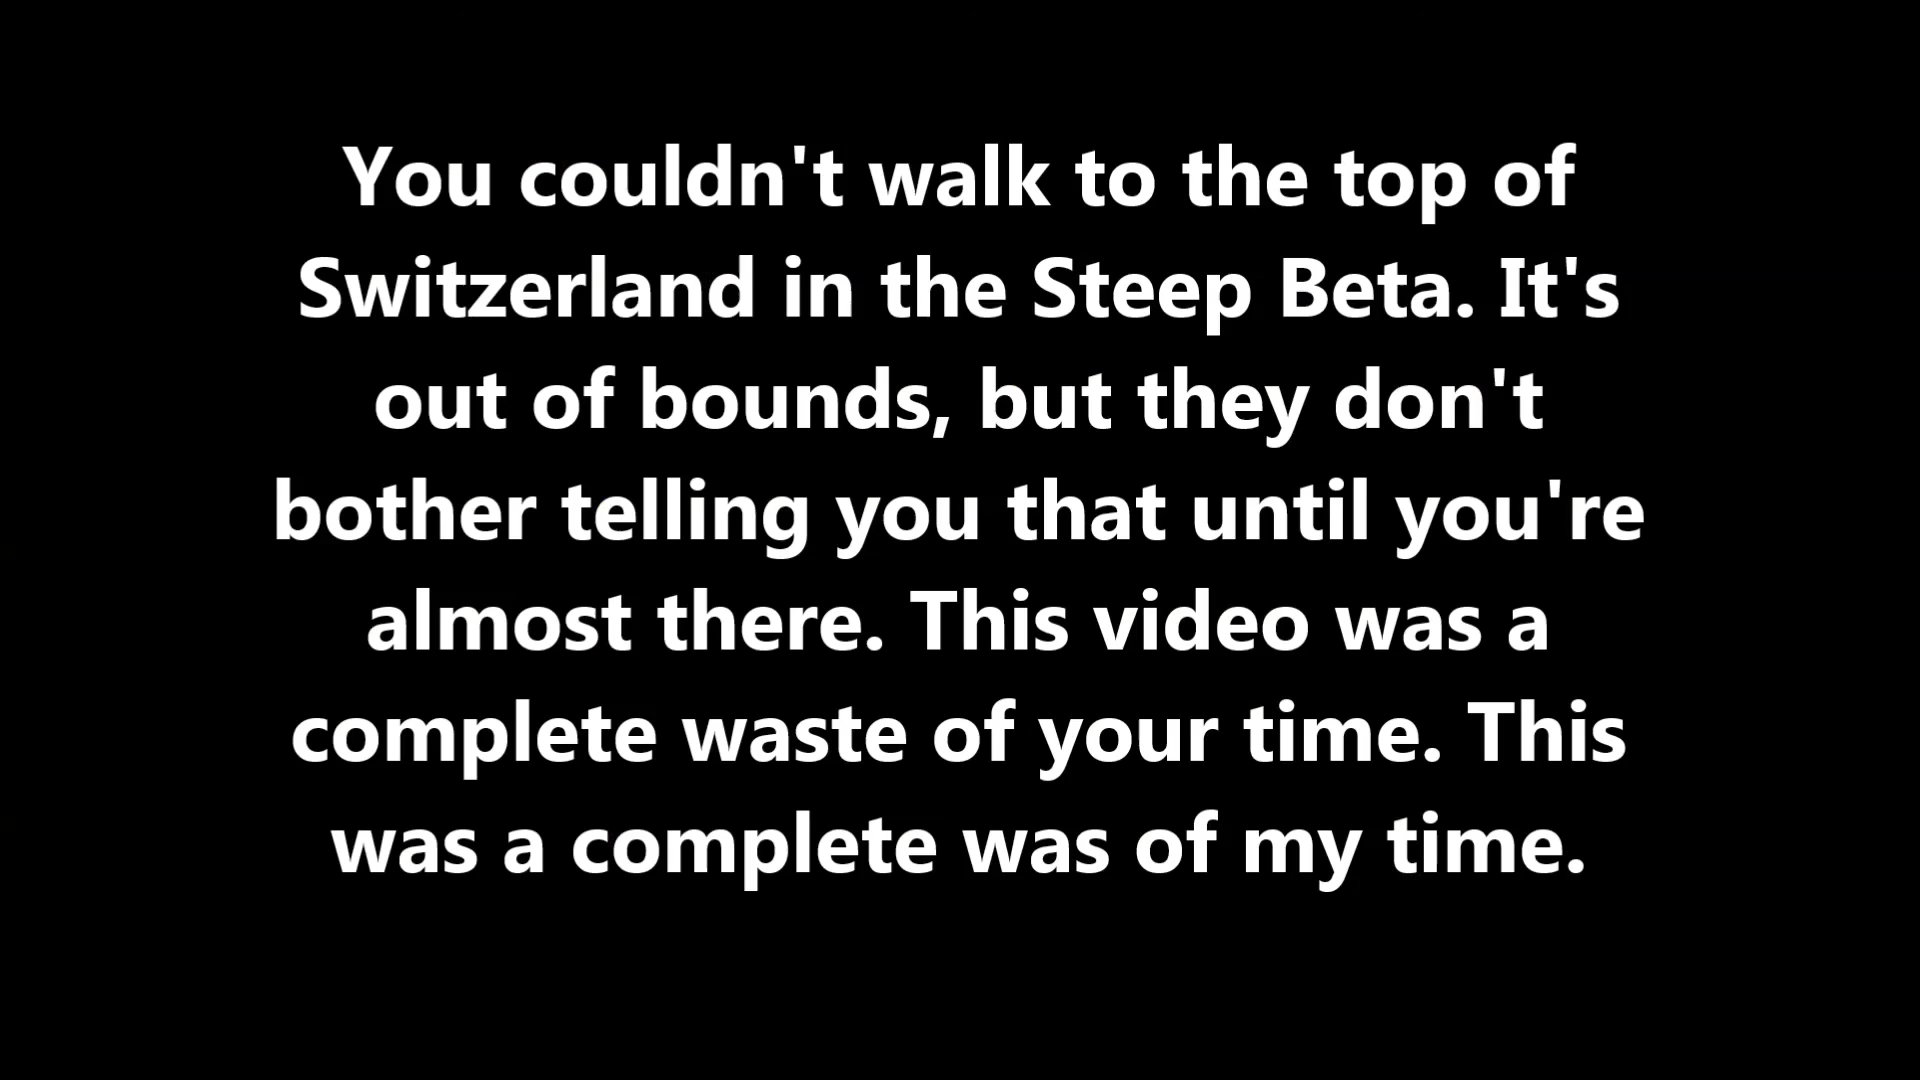 You couldn't walk to the top of
Switzerland in the Steep Beta. It's
out of bounds, but they don't
bother telling you that until you're
almost there. This video was a
complete waste of your time. This
was a complete was of my time.